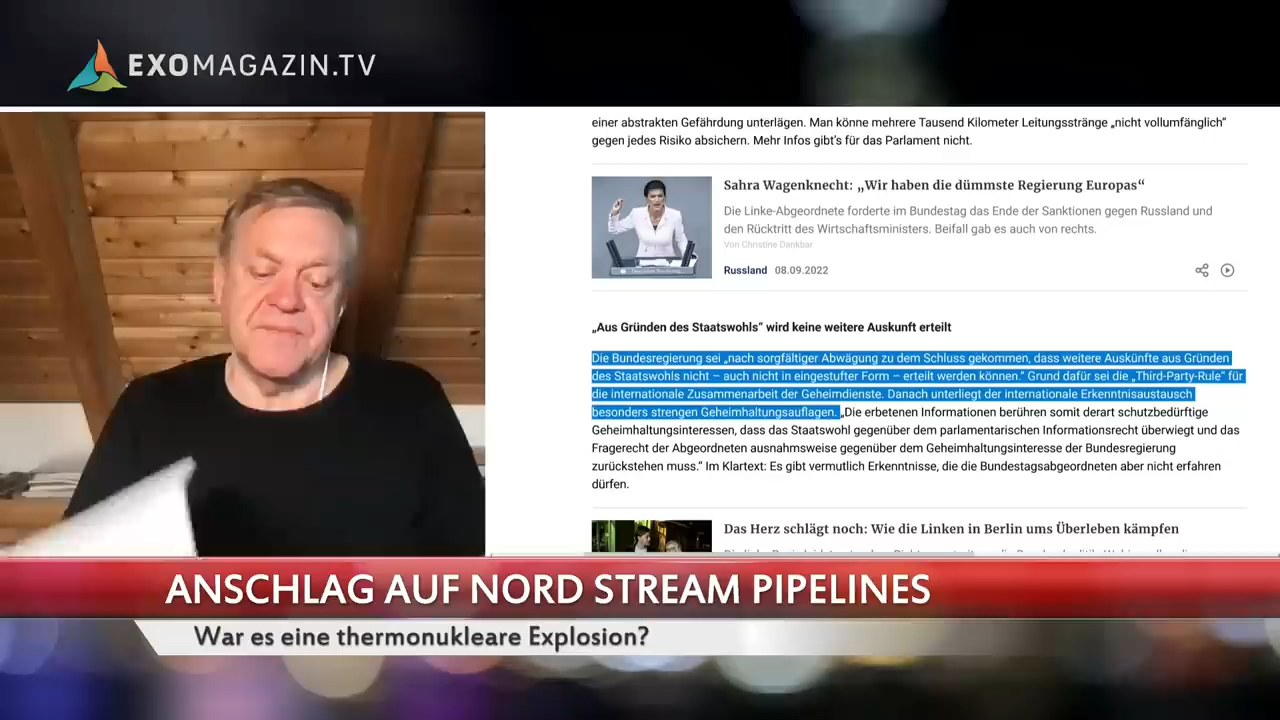 EXOMAGAZIN.TV
einer abstrakten Gefährdung unterlägen. Man könne mehrere Tausend Kilometer Leitungsstränge „nicht vollumfänglich“
gegen jedes Risiko absichern. Mehr Infos gibt's für das Parlament nicht.
Sahra Wagenknecht: „Wir haben die dümmste Regierung Europas“
Die Linke-Abgeordnete forderte im Bundestag das Ende der Sanktionen gegen Russland und
den Rücktritt des Wirtschaftsministers. Beifall gab es auch von rechts.
Von Christine Dankbar
Russland 08.09.2022
„Aus Gründen des Staatswohls“ wird keine weitere Auskunft erteilt
Die Bundesregierung sei „nach sorgfältiger Abwägung zu dem Schluss gekommen, dass weitere Auskünfte aus Gründen
des Staatswohls nicht – auch nicht in eingestufter Form – erteilt werden können.“ Grund dafür sei die „Third-Party-Rule“ für
die internationale Zusammenarbeit der Geheimdienste. Danach unterliegt der internationale Erkenntnisaustausch
besonders strengen Geheimhaltungsauflagen. „Die erbetenen Informationen berühren somit derart schutzbedürftige
Geheimhaltungsinteressen, dass das Staatswohl gegenüber dem parlamentarischen Informationsrecht überwiegt und das
Fragerecht der Abgeordneten ausnahmsweise gegenüber dem Geheimhaltungsinteresse der Bundesregierung
zurückstehen muss.“ Im Klartext: Es gibt vermutlich Erkenntnisse, die die Bundestagsabgeordneten aber nicht erfahren
dürfen.
Das Herz schlägt noch: Wie die Linken in Berlin ums Überleben kämpfen
ANSCHLAG AUF NORD STREAM PIPELINES
War es eine thermonukleare Explosion?